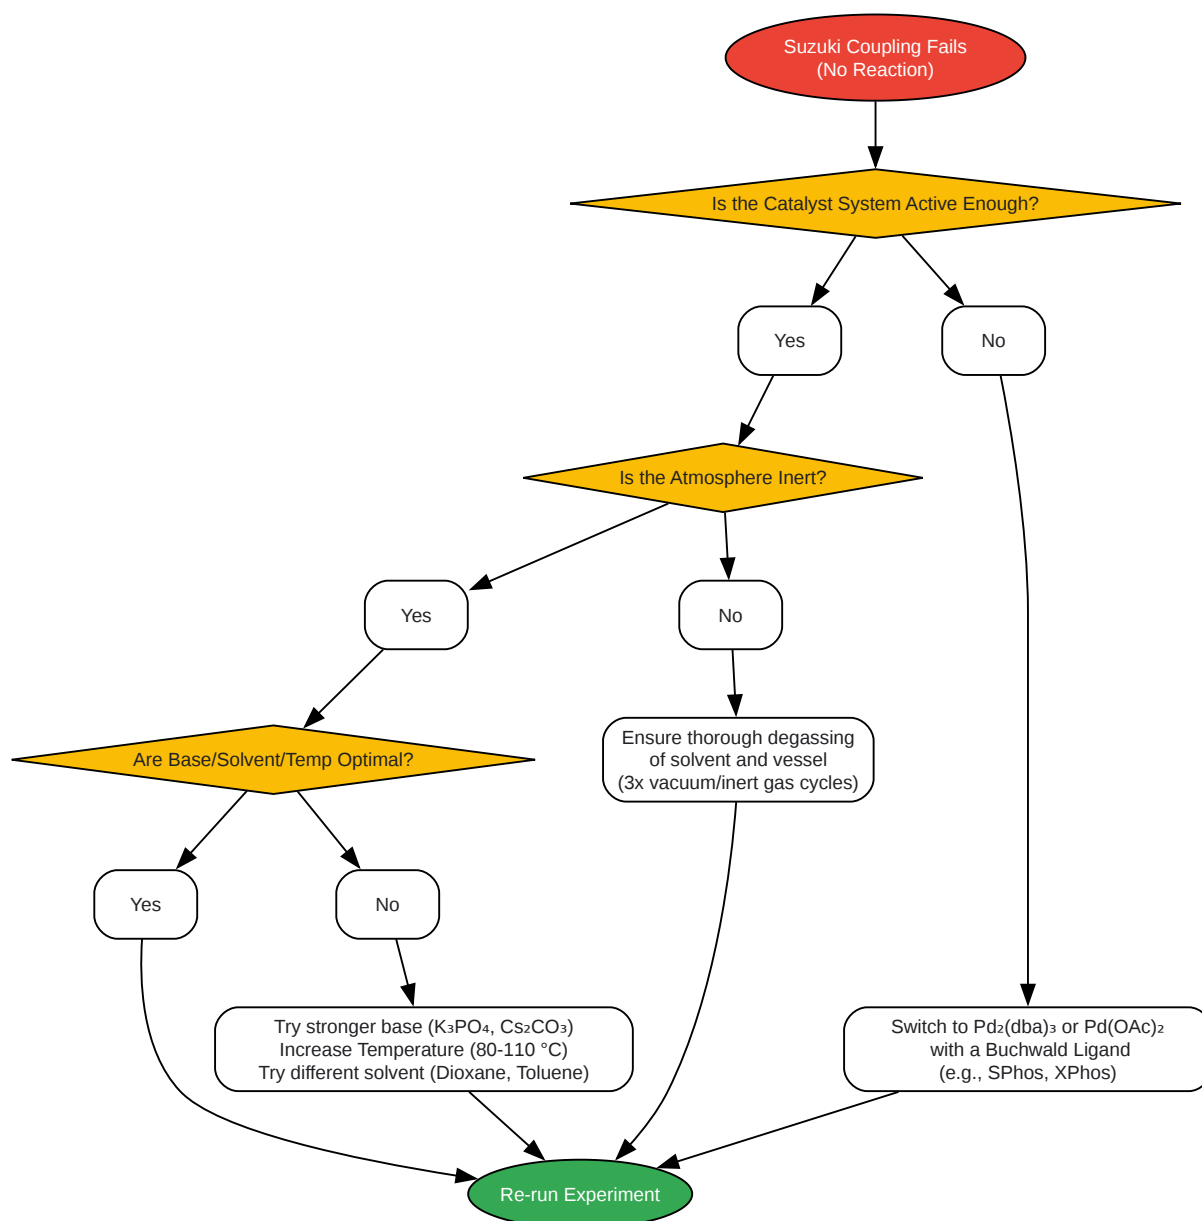 Suzuki Coupling Fails
(No Reaction)
Is the Catalyst System Active Enough?
Yes
No
Is the Atmosphere Inert?
Yes
No
Ensure thorough degassing
of solvent and vessel
(3x vacuum/inert gas cycles)
Are Base/Solvent/Temp Optimal?
Yes
No
Try stronger base (K₃PO₄, Cs₂CO₃)
Increase Temperature (80-110 °C)
Try different solvent (Dioxane, Toluene)
Switch to Pd₂(dba)₃ or Pd(OAc)₂
with a Buchwald Ligand
(e.g., SPhos, XPhos)
Re-run Experiment